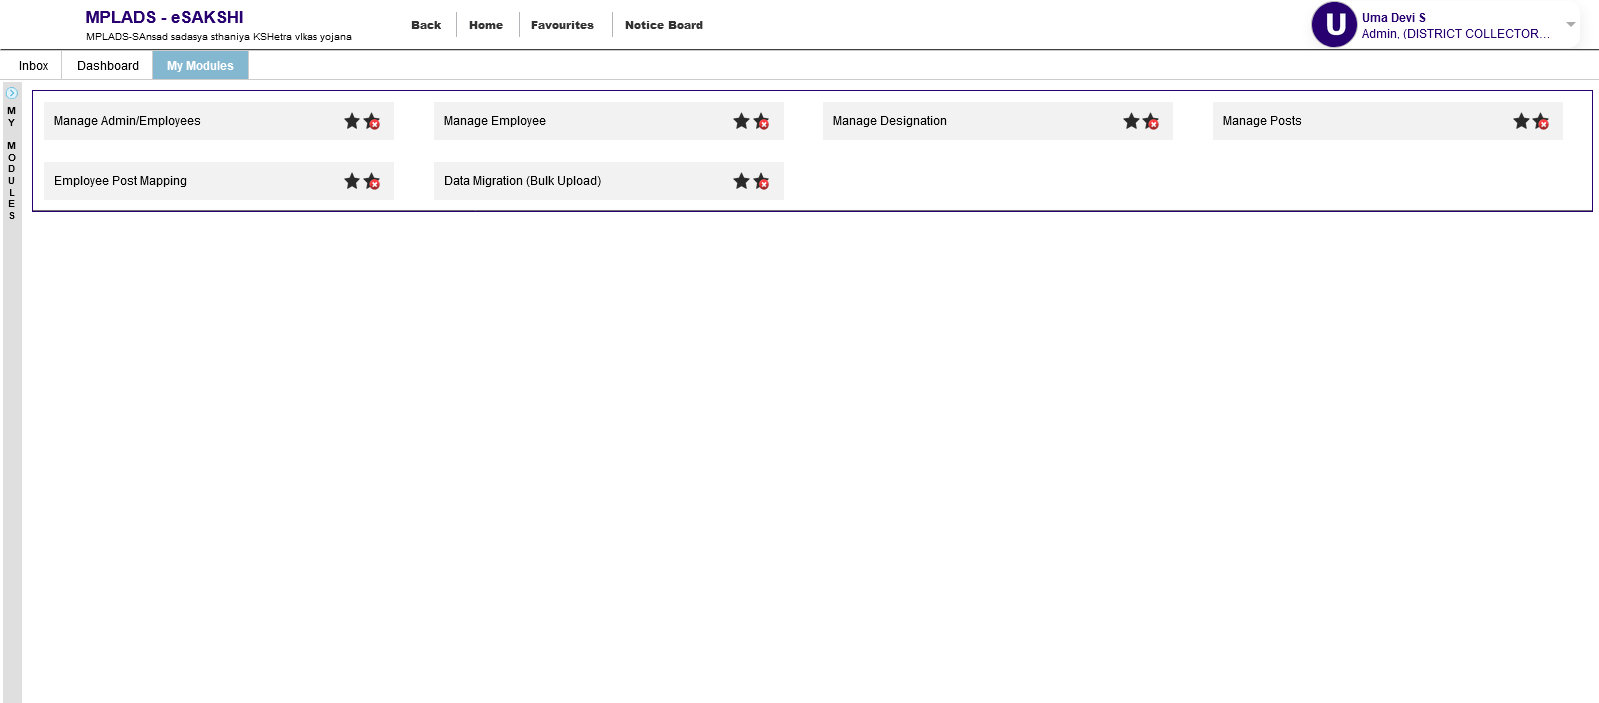 MPLADS - eSAKSHI
MPLADS-SAnsad sadasya sthaniya KSHetra vIkas yojana
Back
Home
Favourites
Notice Board
U
Uma Devi S
Admin, (DISTRICT COLLECTOR...
Inbox
Dashboard
My Modules
MY MODULES
Manage Admin/Employees
Manage Employee
Manage Designation
Manage Posts
Employee Post Mapping
Data Migration (Bulk Upload)